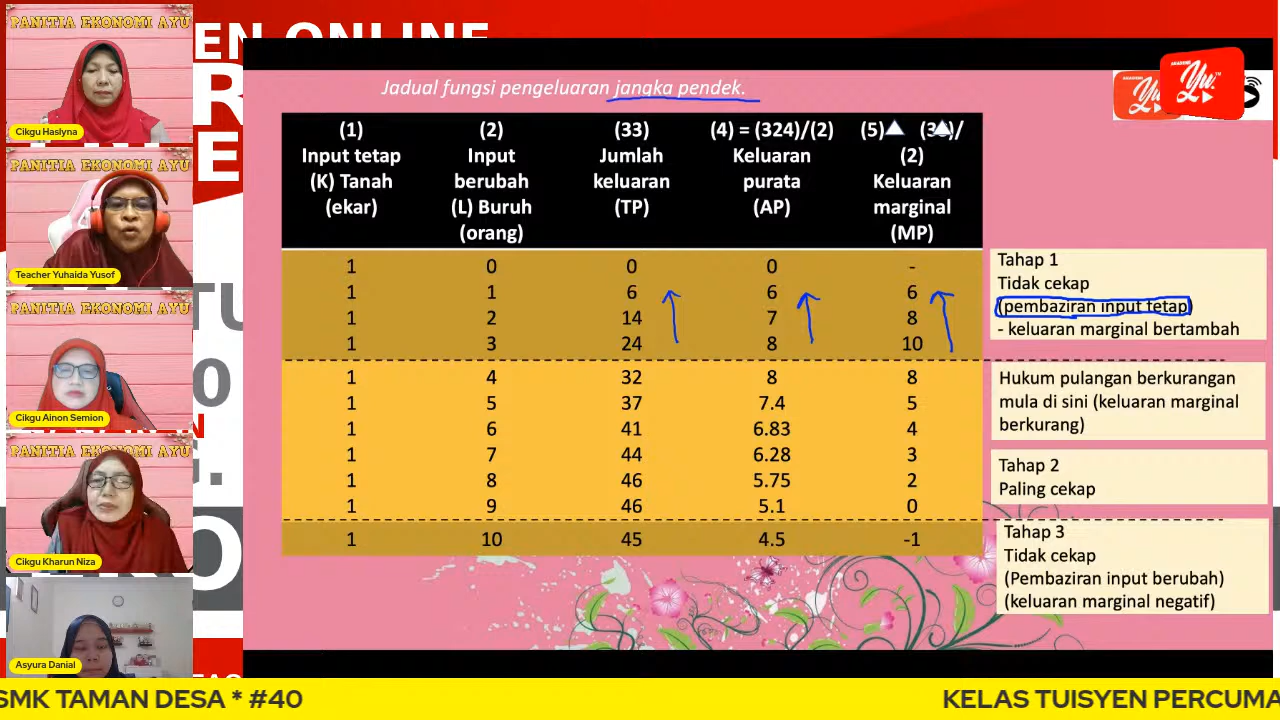 PANITIA EKONOMI AYU
Cikgu Haslyna
PANITIA EKONOMI AYU
Teacher Yuhaida Yusof
PANITIA EKONOMI AYU
Cikgu Ainon Semion
PANITIA EKONOMI AYU
Cikgu Kharun Niza
Asyura Danial
EN ONLINE
Jadual fungsi pengeluaran jangka pendek.
Yu.
(1) (2) (33) (4) = (324)/(2) (5)▲ (3▲)/
Input tetap Input Jumlah Keluaran (2)
(K) Tanah berubah keluaran purata Keluaran
(ekar) (L) Buruh (TP) (AP) marginal
(orang) (MP)
1 0 0 0 -
1 1 6 6 6
1 2 14 7 8
1 3 24 8 10
1 4 32 8 8
1 5 37 7.4 5
1 6 41 6.83 4
1 7 44 6.28 3
1 8 46 5.75 2
1 9 46 5.1 0
1 10 45 4.5 -1
Tahap 1
Tidak cekap
(pembaziran input tetap)
- keluaran marginal bertambah
Hukum pulangan berkurangan
mula di sini (keluaran marginal
berkurang)
Tahap 2
Paling cekap
Tahap 3
Tidak cekap
(Pembaziran input berubah)
(keluaran marginal negatif)
SMK TAMAN DESA * #40
KELAS TUISYEN PERCUMA